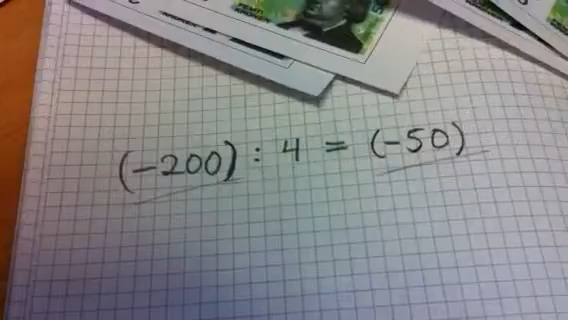 (-200) : 4 = (-50)